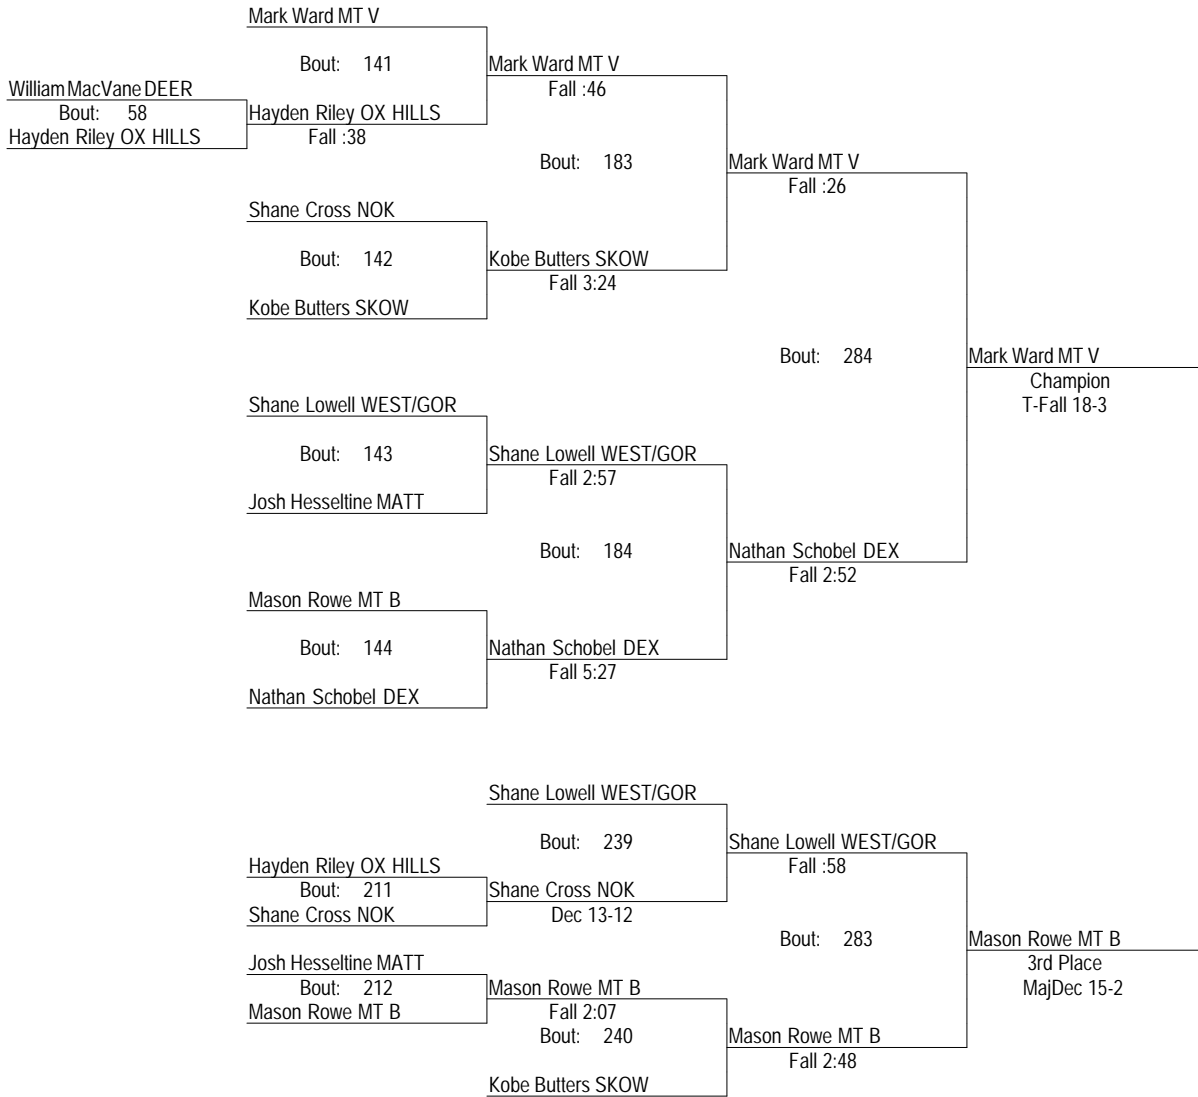 Mark Ward MT V
Bout: 141
Mark Ward MT V
William MacVane DEER
Fall :46
Bout: 58
Hayden Riley OX HILLS
Hayden Riley OX HILLS
Fall :38
Bout: 183
Mark Ward MT V
Fall :26
Shane Cross NOK
Bout: 142
Kobe Butters SKOW
Fall 3:24
Kobe Butters SKOW
Bout: 284
Mark Ward MT V
Champion
T-Fall 18-3
Shane Lowell WEST/GOR
Bout: 143
Shane Lowell WEST/GOR
Fall 2:57
Josh Hesseltine MATT
Bout: 184
Nathan Schobel DEX
Fall 2:52
Mason Rowe MT B
Bout: 144
Nathan Schobel DEX
Fall 5:27
Nathan Schobel DEX
Shane Lowell WEST/GOR
Bout: 239
Shane Lowell WEST/GOR
Fall :58
Hayden Riley OX HILLS
Bout: 211
Shane Cross NOK
Shane Cross NOK
Dec 13-12
Bout: 283
Mason Rowe MT B
3rd Place
MajDec 15-2
Josh Hesseltine MATT
Bout: 212
Mason Rowe MT B
Mason Rowe MT B
Fall 2:07
Bout: 240
Mason Rowe MT B
Fall 2:48
Kobe Butters SKOW